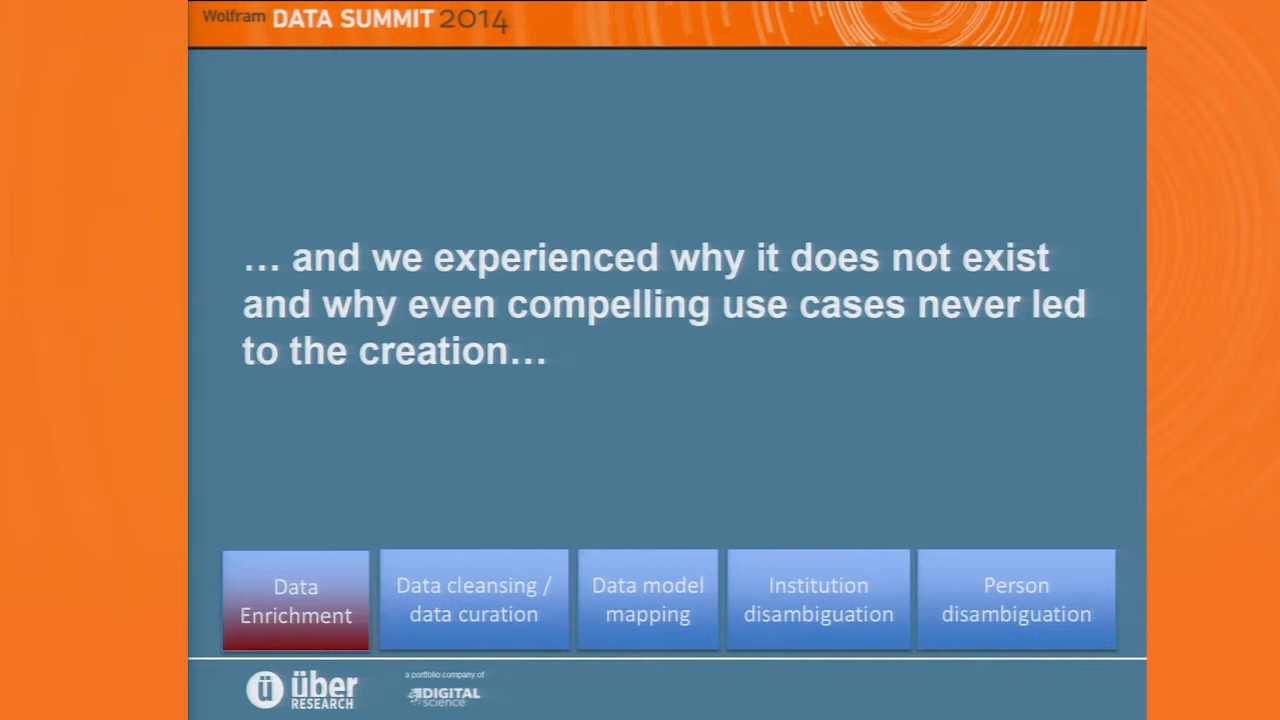 Wolfram DATA SUMMIT 2014
… and we experienced why it does not exist
and why even compelling use cases never led
to the creation…
Data
Enrichment
Data cleansing /
data curation
Data model
mapping
Institution
disambiguation
Person
disambiguation
ü über
RESEARCH
a portfolio company of
DIGITAL
science